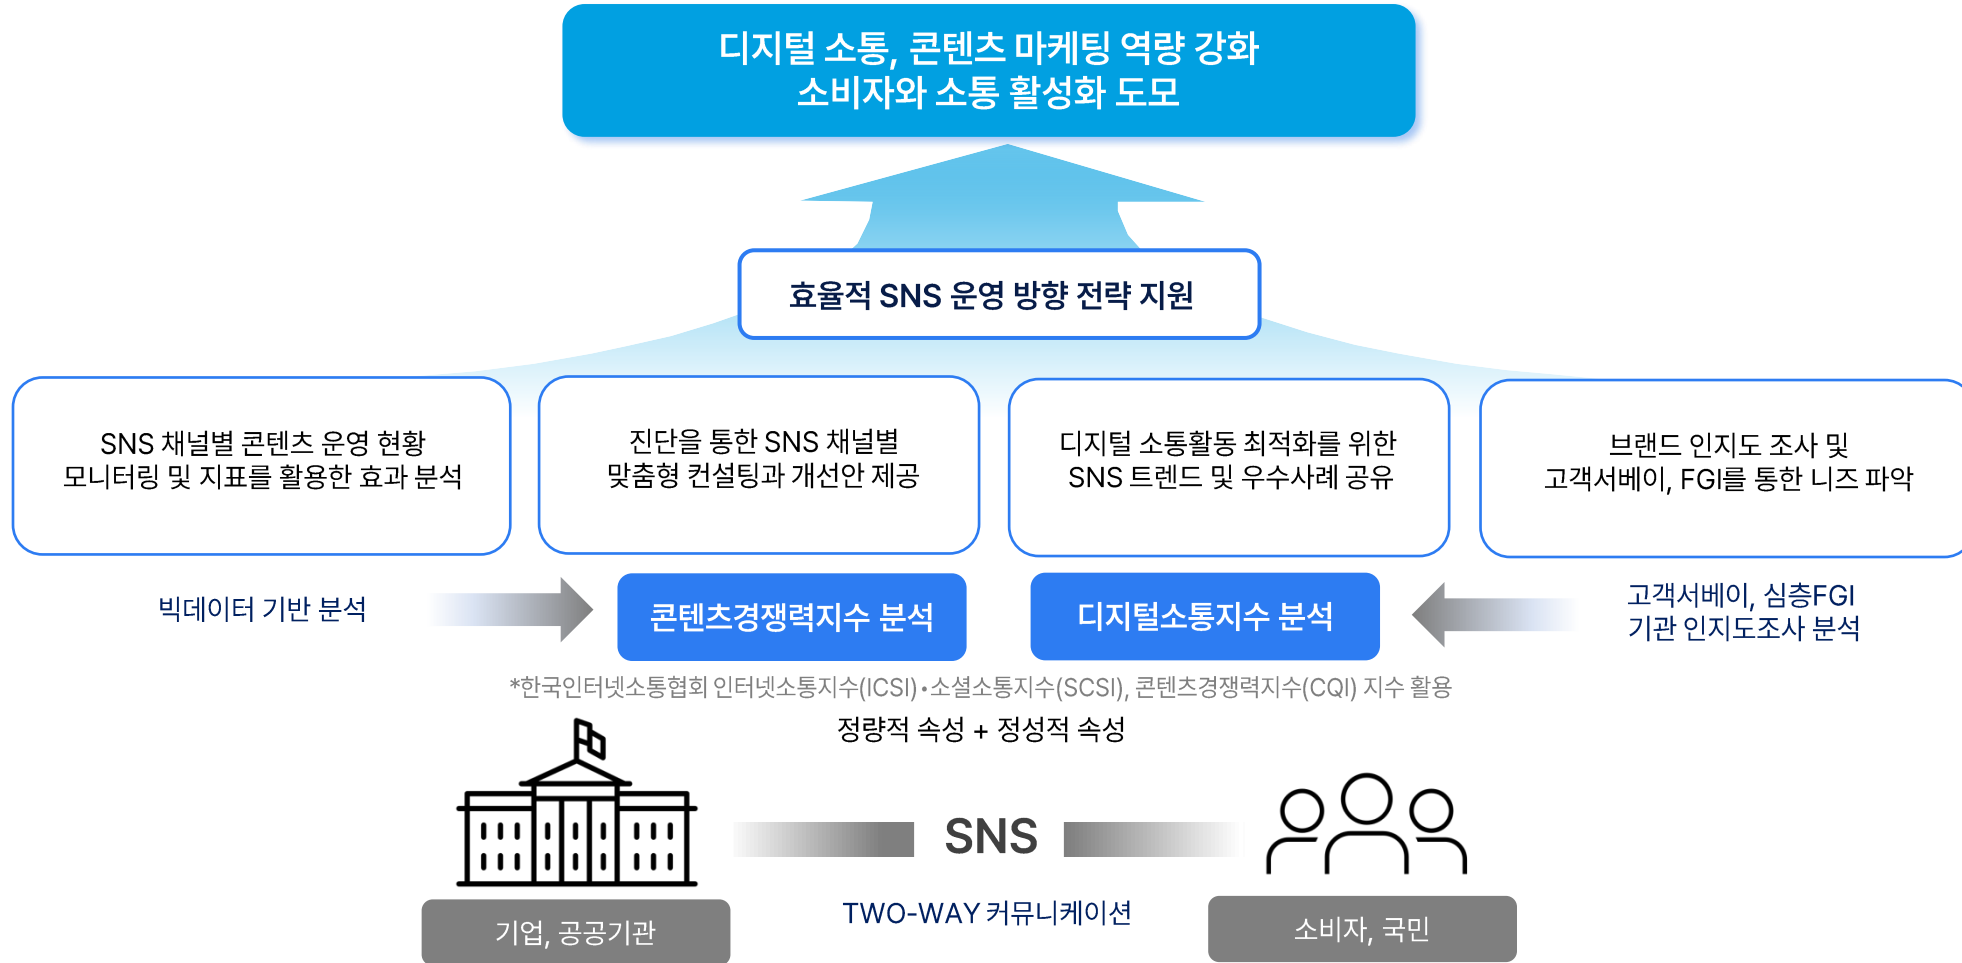 디지털 소통, 콘텐츠 마케팅 역량 강화
소비자와 소통 활성화 도모
효율적 SNS 운영 방향 전략 지원
SNS 채널별 콘텐츠 운영 현황
모니터링 및 지표를 활용한 효과 분석
진단을 통한 SNS 채널별
맞춤형 컨설팅과 개선안 제공
디지털 소통활동 최적화를 위한
SNS 트렌드 및 우수사례 공유
브랜드 인지도 조사 및
고객서베이, FGI를 통한 니즈 파악
빅데이터 기반 분석
콘텐츠경쟁력지수 분석
디지털소통지수 분석
고객서베이, 심층FGI
기관 인지도조사 분석
*한국인터넷소통협회 인터넷소통지수(ICSI)•소셜소통지수(SCSI), 콘텐츠경쟁력지수(CQI) 지수 활용
정량적 속성 + 정성적 속성
SNS
TWO-WAY 커뮤니케이션
기업, 공공기관
소비자, 국민